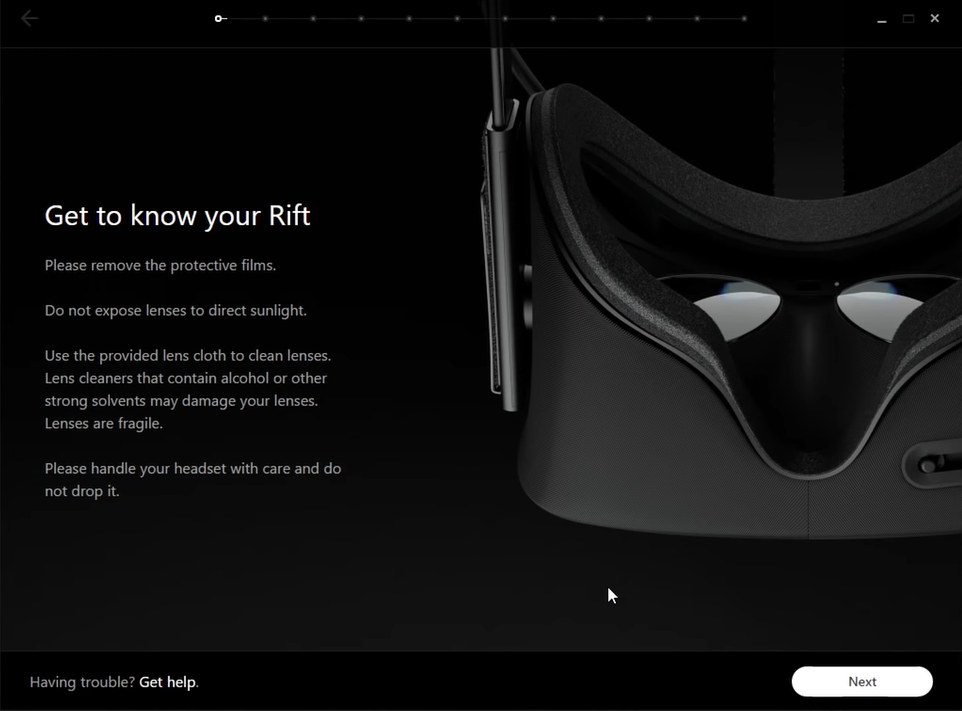 Get to know your Rift
Please remove the protective films.
Do not expose lenses to direct sunlight.
Use the provided lens cloth to clean lenses.
Lens cleaners that contain alcohol or other
strong solvents may damage your lenses.
Lenses are fragile.
Please handle your headset with care and do
not drop it.
Having trouble? Get help.
Next